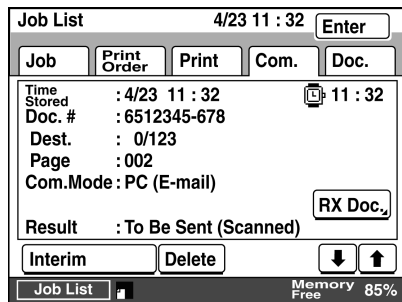 Job List 4/23 11 : 32 Enter
Job Print Order Print Com. Doc.
Time Stored : 4/23 11 : 32 11 : 32
Doc. # : 6512345-678
Dest. : 0/123
Page : 002
Com.Mode : PC (E-mail)
RX Doc.
Result : To Be Sent (Scanned)
Interim Delete
Job List Memory Free 85%